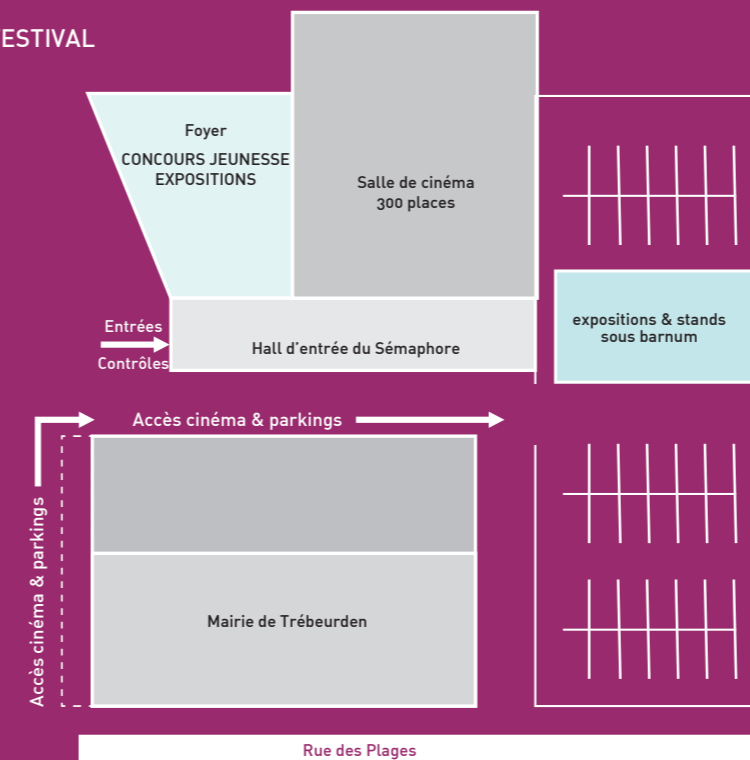 ESTIVAL
Foyer
CONCOURS JEUNESSE
EXPOSITIONS
Salle de cinéma
300 places
Entrées
Contrôles
Hall d'entrée du Sémaphore
expositions & stands
sous barnum
Accès cinéma & parkings
Accès cinéma & parkings
Mairie de Trébeurden
Rue des Plages